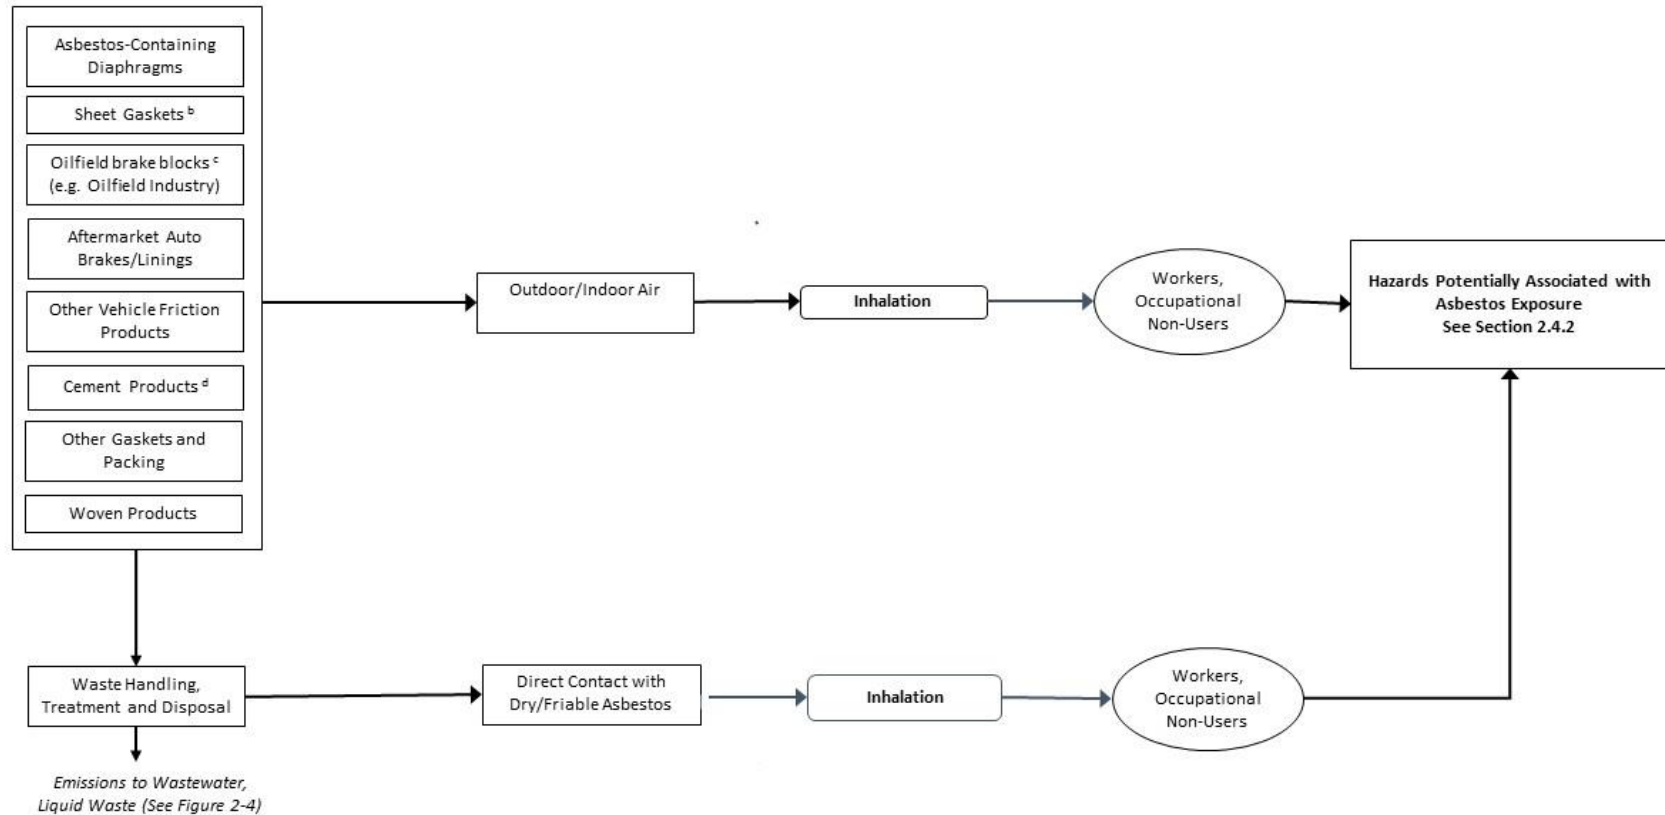 Asbestos-Containing
Diaphragms
Sheet Gaskets ᵇ
Oilfield brake blocks ᶜ
(e.g. Oilfield Industry)
Aftermarket Auto
Brakes/Linings
Other Vehicle Friction
Products
Cement Products ᵈ
Other Gaskets and
Packing
Woven Products
Outdoor/Indoor Air
Inhalation
Workers,
Occupational
Non-Users
Hazards Potentially Associated with
Asbestos Exposure
See Section 2.4.2
Waste Handling,
Treatment and Disposal
Direct Contact with
Dry/Friable Asbestos
Inhalation
Workers,
Occupational
Non-Users
Emissions to Wastewater,
Liquid Waste (See Figure 2-4)